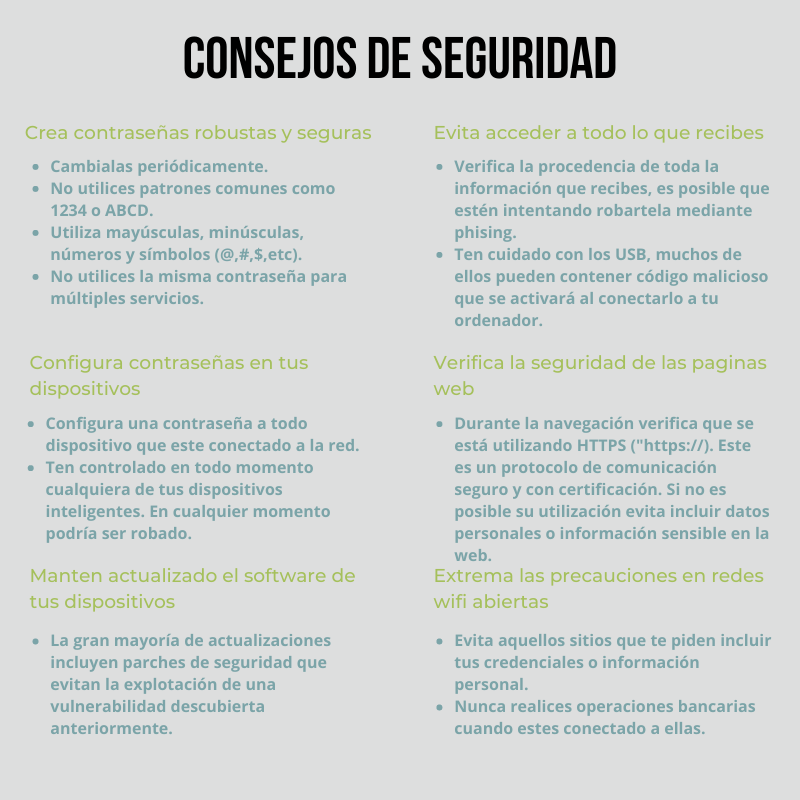 CONSEJOS DE SEGURIDAD
Crea contraseñas robustas y seguras
• Cambialas periódicamente.
• No utilices patrones comunes como
1234 o ABCD.
• Utiliza mayúsculas, minúsculas,
números y símbolos (@,#,$,etc).
• No utilices la misma contraseña para
múltiples servicios.
Evita acceder a todo lo que recibes
• Verifica la procedencia de toda la
información que recibes, es posible que
estén intentando robartela mediante
phising.
• Ten cuidado con los USB, muchos de
ellos pueden contener código malicioso
que se activará al conectarlo a tu
ordenador.
Configura contraseñas en tus
dispositivos
• Configura una contraseña a todo
dispositivo que este conectado a la red.
• Ten controlado en todo momento
cualquiera de tus dispositivos
inteligentes. En cualquier momento
podría ser robado.
Verifica la seguridad de las paginas
web
• Durante la navegación verifica que se
está utilizando HTTPS ("https://). Este
es un protocolo de comunicación
seguro y con certificación. Si no es
posible su utilización evita incluir datos
personales o información sensible en la
web.
Manten actualizado el software de
tus dispositivos
• La gran mayoría de actualizaciones
incluyen parches de seguridad que
evitan la explotación de una
vulnerabilidad descubierta
anteriormente.
Extrema las precauciones en redes
wifi abiertas
• Evita aquellos sitios que te piden incluir
tus credenciales o información
personal.
• Nunca realices operaciones bancarias
cuando estes conectado a ellas.